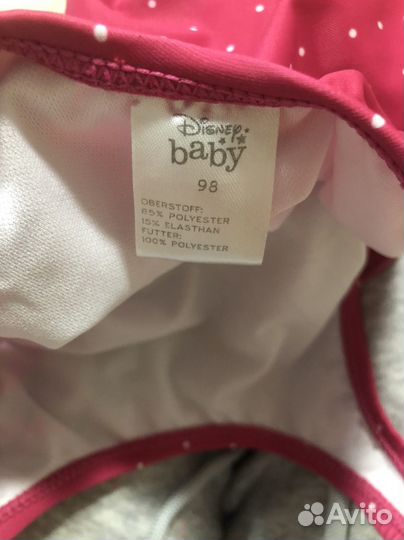 Disney
baby
98
OBERSTOFF:
85% POLYESTER
15% ELASTHAN
FUTTER:
100% POLYESTER
Avito